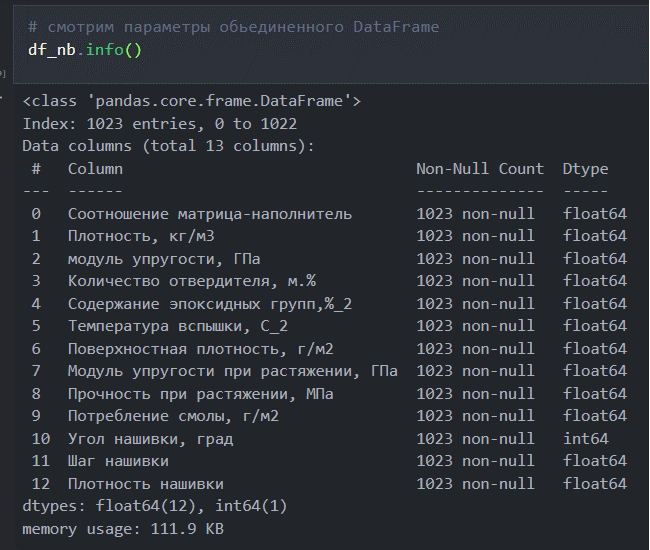 # смотрим параметры обьединенного DataFrame
df_nb.info()
<class 'pandas.core.frame.DataFrame'>
Index: 1023 entries, 0 to 1022
Data columns (total 13 columns):
 #   Column                                Non-Null Count  Dtype
---  ------                                --------------  -----
 0   Соотношение матрица-наполнитель       1023 non-null   float64
 1   Плотность, кг/м3                      1023 non-null   float64
 2   модуль упругости, ГПа                 1023 non-null   float64
 3   Количество отвердителя, м.%           1023 non-null   float64
 4   Содержание эпоксидных групп,%_2       1023 non-null   float64
 5   Температура вспышки, С_2              1023 non-null   float64
 6   Поверхностная плотность, г/м2         1023 non-null   float64
 7   Модуль упругости при растяжении, ГПа  1023 non-null   float64
 8   Прочность при растяжении, МПа         1023 non-null   float64
 9   Потребление смолы, г/м2               1023 non-null   float64
 10  Угол нашивки, град                    1023 non-null   int64
 11  Шаг нашивки                           1023 non-null   float64
 12  Плотность нашивки                     1023 non-null   float64
dtypes: float64(12), int64(1)
memory usage: 111.9 KB